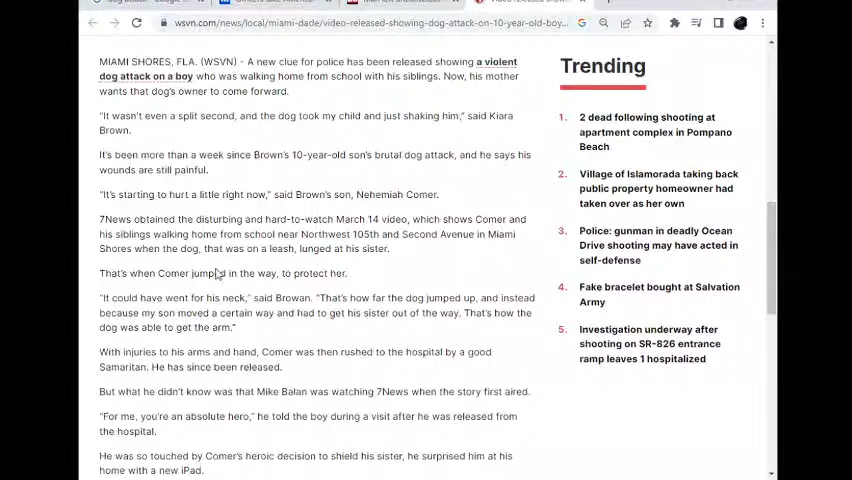 wsvn.com/news/local/miami-dade/video-released-showing-dog-attack-on-10-year-old-boy...
MIAMI SHORES, FLA. (WSVN) - A new clue for police has been released showing a violent
dog attack on a boy who was walking home from school with his siblings. Now, his mother
wants that dog's owner to come forward.
"It wasn't even a split second, and the dog took my child and just shaking him," said Kiara
Brown.
It's been more than a week since Brown's 10-year-old son's brutal dog attack, and he says his
wounds are still painful.
"It's starting to hurt a little right now," said Brown's son, Nehemiah Comer.
7News obtained the disturbing and hard-to-watch March 14 video, which shows Comer and
his siblings walking home from school near Northwest 105th and Second Avenue in Miami
Shores when the dog, that was on a leash, lunged at his sister.
That's when Comer jumped in the way, to protect her.
"It could have went for his neck," said Browan. "That's how far the dog jumped up, and instead
because my son moved a certain way and had to get his sister out of the way. That's how the
dog was able to get the arm."
With injuries to his arms and hand, Comer was then rushed to the hospital by a good
Samaritan. He has since been released.
But what he didn't know was that Mike Balan was watching 7News when the story first aired.
"For me, you're an absolute hero," he told the boy during a visit after he was released from
the hospital.
He was so touched by Comer's heroic decision to shield his sister, he surprised him at his
home with a new iPad.
Trending
1. 2 dead following shooting at
apartment complex in Pompano
Beach
2. Village of Islamorada taking back
public property homeowner had
taken over as her own
3. Police: gunman in deadly Ocean
Drive shooting may have acted in
self-defense
4. Fake bracelet bought at Salvation
Army
5. Investigation underway after
shooting on SR-826 entrance
ramp leaves 1 hospitalized